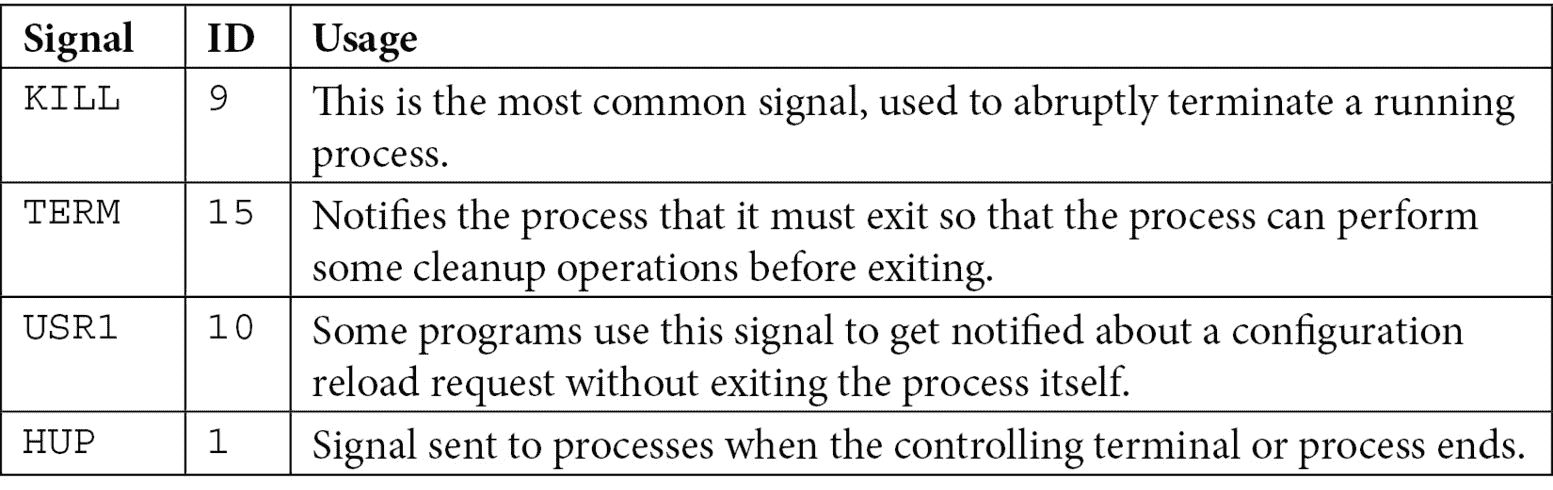 Signal ID Usage
KILL 9 This is the most common signal, used to abruptly terminate a running
process.
TERM 15 Notifies the process that it must exit so that the process can perform
some cleanup operations before exiting.
USR1 10 Some programs use this signal to get notified about a configuration
reload request without exiting the process itself.
HUP 1 Signal sent to processes when the controlling terminal or process ends.